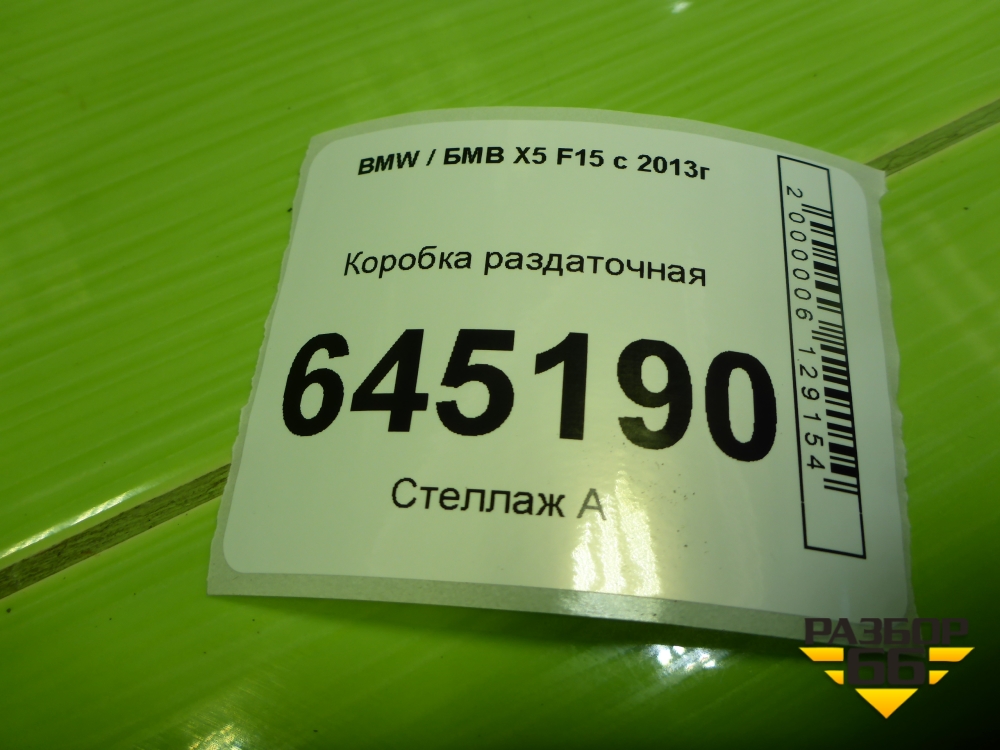 BMW / БМВ X5 F15 с 2013г
Коробка раздаточная
645190
Стеллаж А
2000006129154
РАЗБОР
66